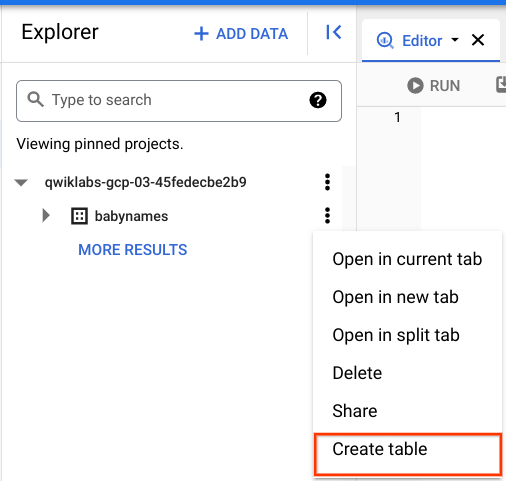 Explorer
+ ADD DATA
Editor
Type to search
RUN
1
Viewing pinned projects.
qwiklabs-gcp-03-45fedecbe2b9
babynames
MORE RESULTS
Open in current tab
Open in new tab
Open in split tab
Delete
Share
Create table